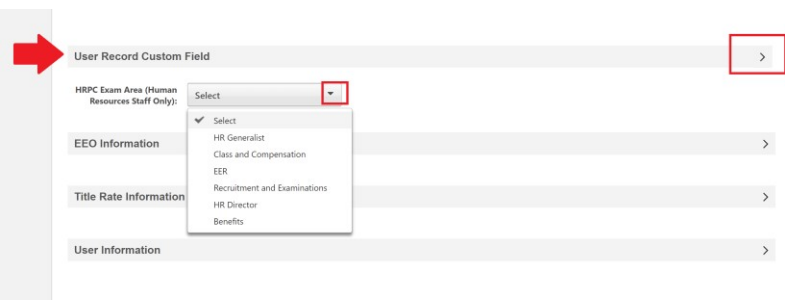 User Record Custom Field
HRPC Exam Area (Human
Resources Staff Only):
Select
Select
HR Generalist
Class and Compensation
EER
Recruitment and Examinations
HR Director
Benefits
EEO Information
Title Rate Information
User Information